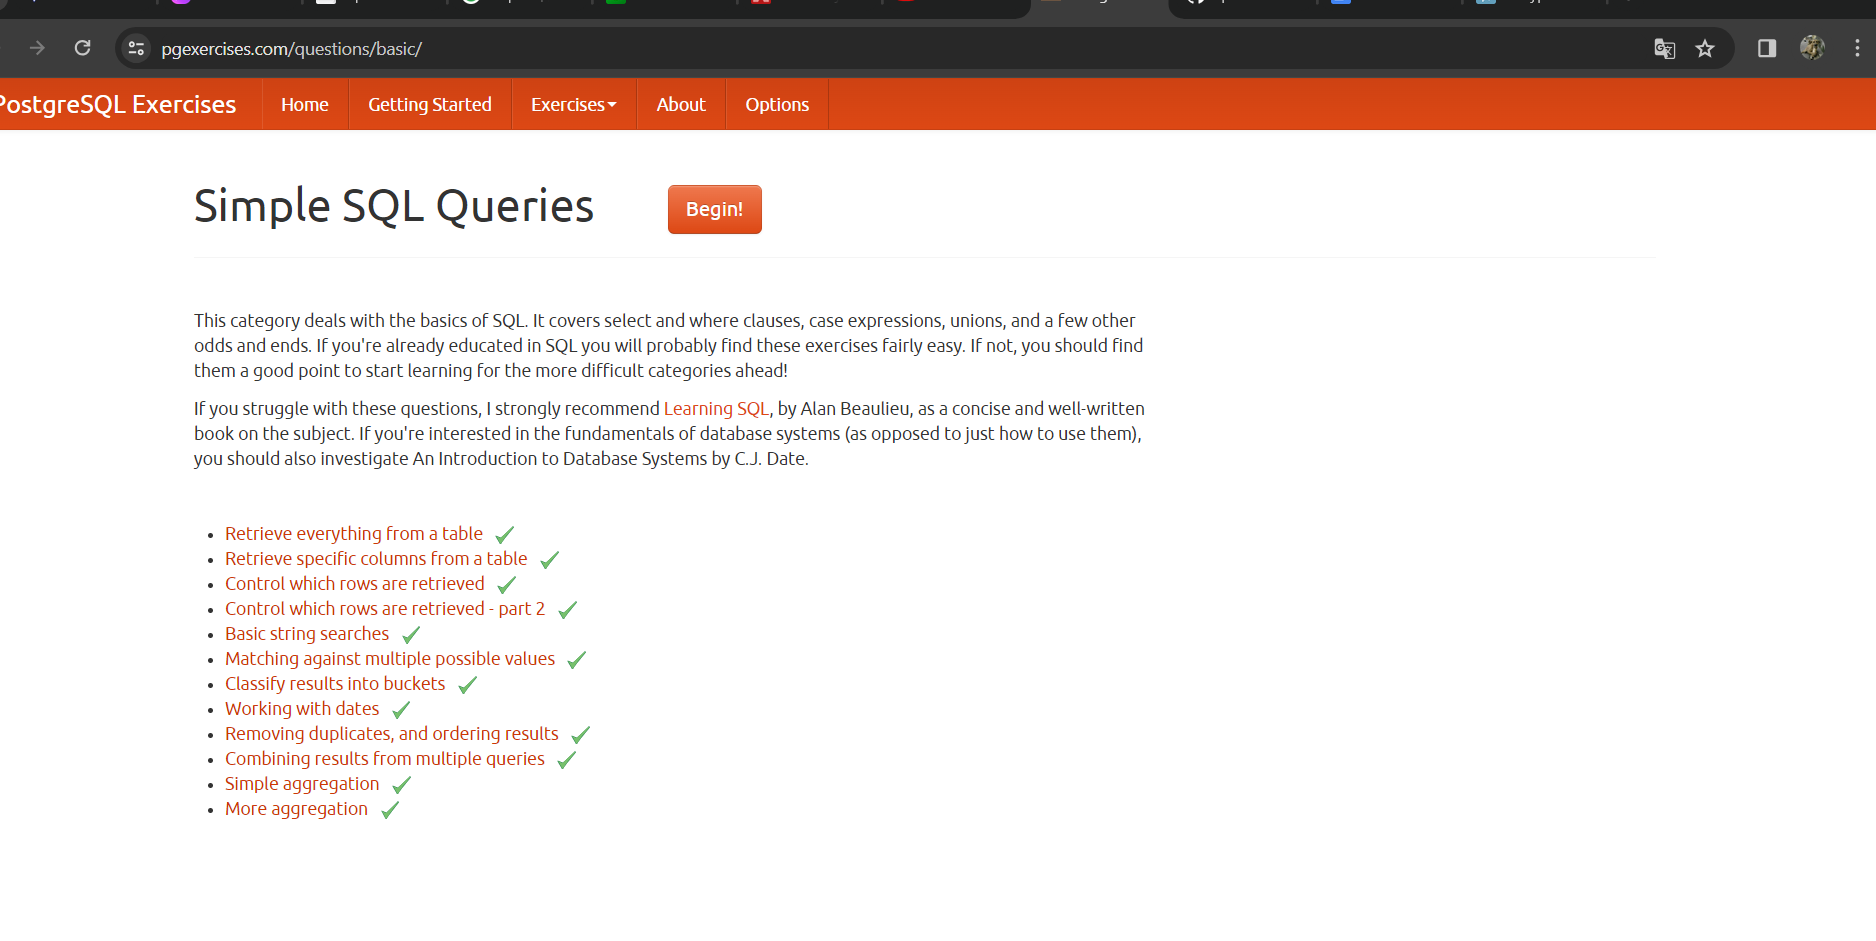 pgexercises.com/questions/basic/
PostgreSQL Exercises
Home
Getting Started
Exercises
About
Options
Simple SQL Queries
Begin!
This category deals with the basics of SQL. It covers select and where clauses, case expressions, unions, and a few other
odds and ends. If you're already educated in SQL you will probably find these exercises fairly easy. If not, you should find
them a good point to start learning for the more difficult categories ahead!
If you struggle with these questions, I strongly recommend Learning SQL, by Alan Beaulieu, as a concise and well-written
book on the subject. If you're interested in the fundamentals of database systems (as opposed to just how to use them),
you should also investigate An Introduction to Database Systems by C.J. Date.
Retrieve everything from a table
Retrieve specific columns from a table
Control which rows are retrieved
Control which rows are retrieved - part 2
Basic string searches
Matching against multiple possible values
Classify results into buckets
Working with dates
Removing duplicates, and ordering results
Combining results from multiple queries
Simple aggregation
More aggregation